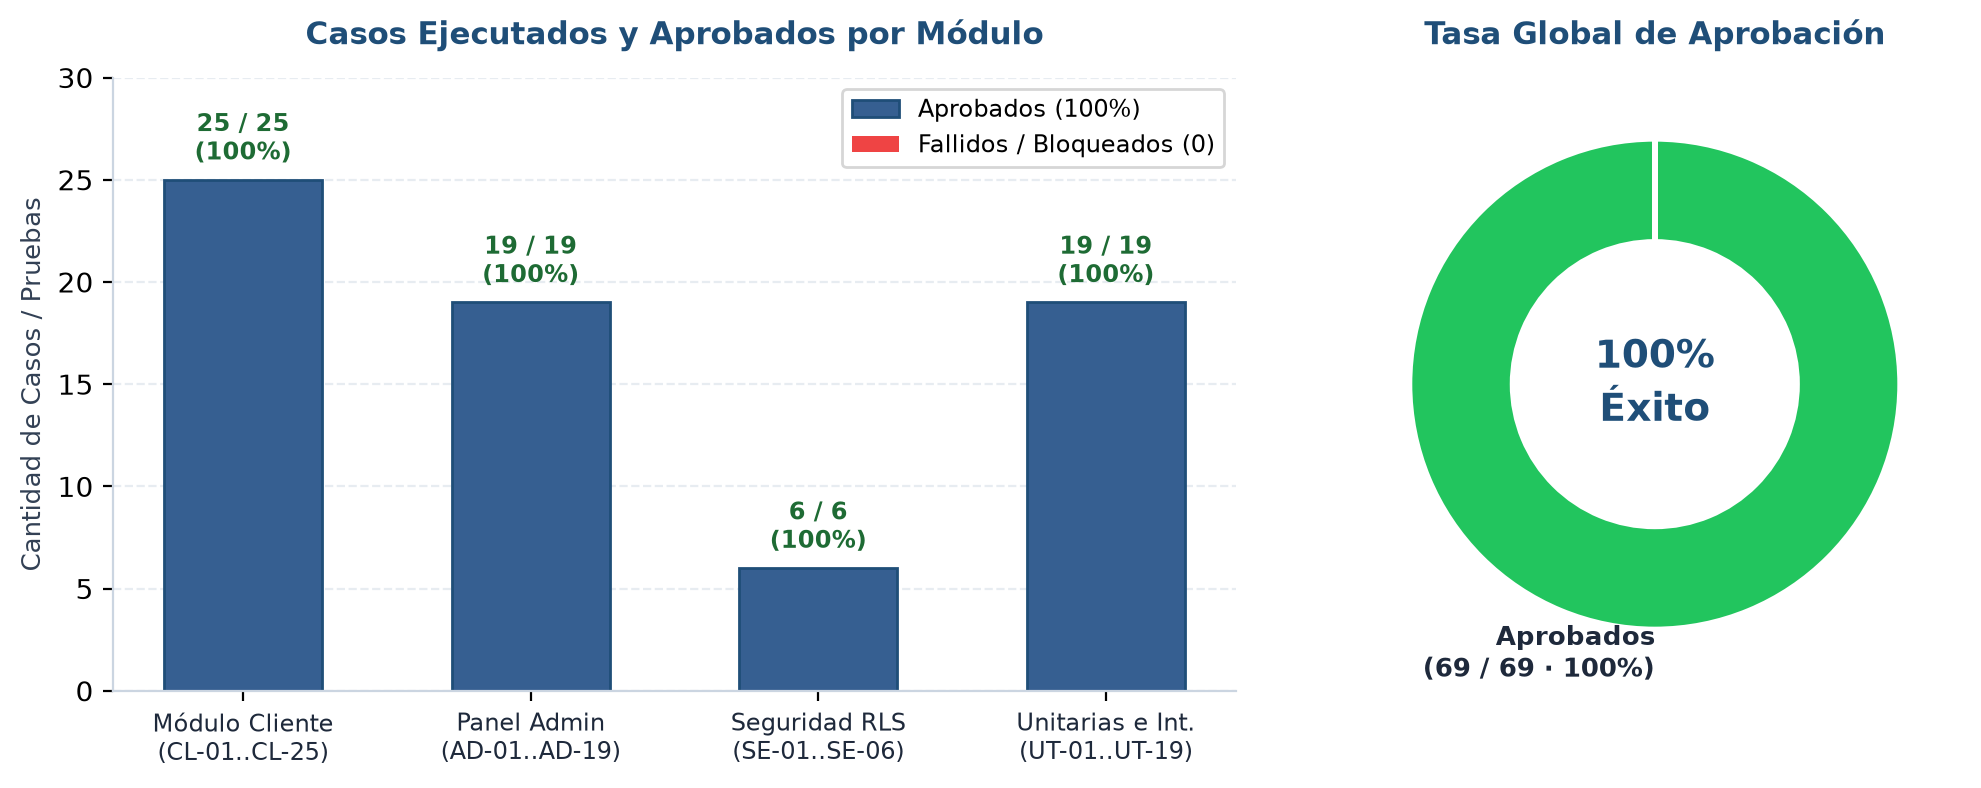 Casos Ejecutados y Aprobados por Módulo
Cantidad de Casos / Pruebas
30
25
20
15
10
5
0
25 / 25
(100%)
19 / 19
(100%)
6 / 6
(100%)
19 / 19
(100%)
Aprobados (100%)
Fallidos / Bloqueados (0)
Módulo Cliente
(CL-01..CL-25)
Panel Admin
(AD-01..AD-19)
Seguridad RLS
(SE-01..SE-06)
Unitarias e Int.
(UT-01..UT-19)
Tasa Global de Aprobación
100%
Éxito
Aprobados
(69 / 69 · 100%)